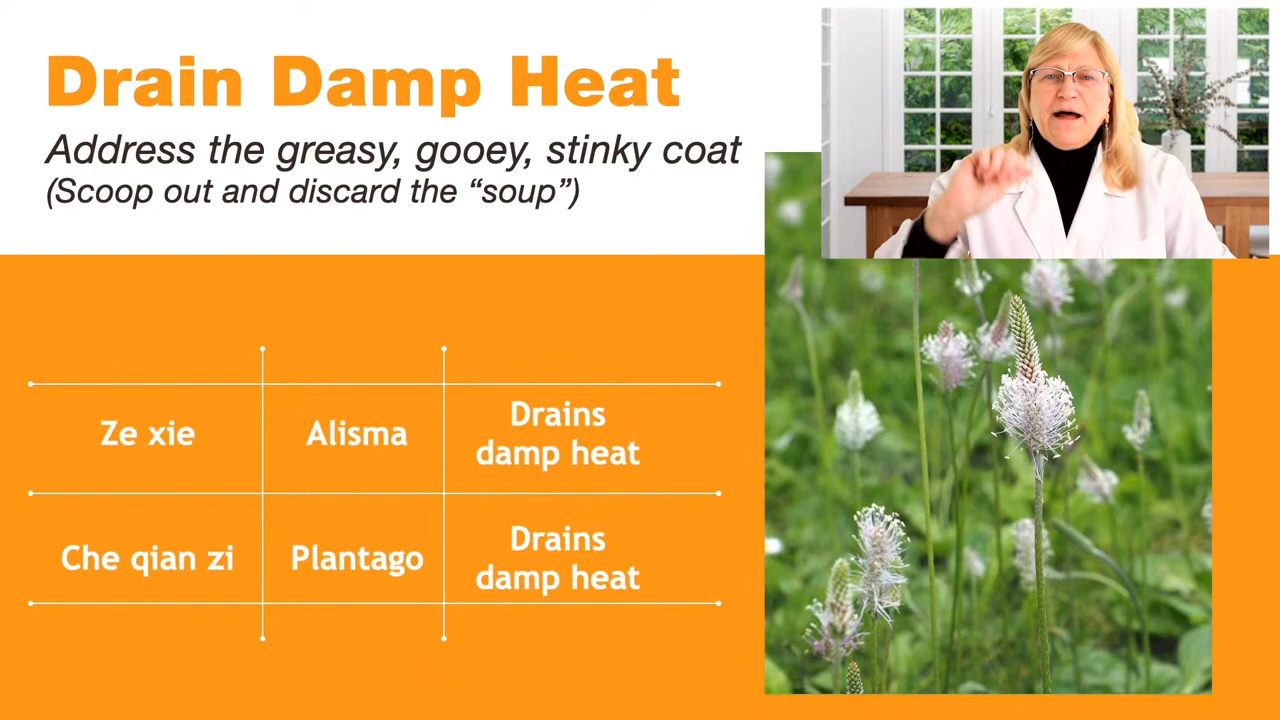 Drain Damp Heat
Address the greasy, gooey, stinky coat
(Scoop out and discard the “soup”)
Ze xie
Alisma
Drains
damp heat
Che qian zi
Plantago
Drains
damp heat